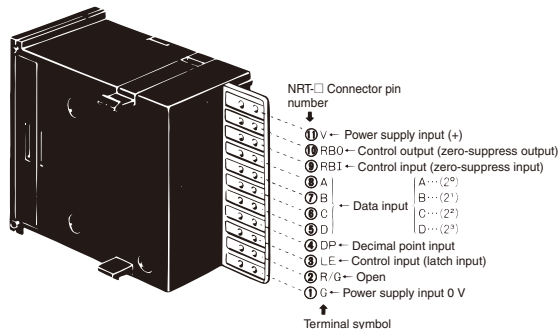 NRT-□ Connector pin
number
⑪ V ← Power supply input (+)
⑩ RBO ← Control output (zero-suppress output)
⑨ RBI ← Control input (zero-suppress input)
⑧ A A···(2⁰)
⑦ B B···(2¹)
← Data input
⑥ C C···(2²)
⑤ D D···(2³)
④ DP ← Decimal point input
③ LE ← Control input (latch input)
② R/G ← Open
① G ← Power supply input 0 V
Terminal symbol